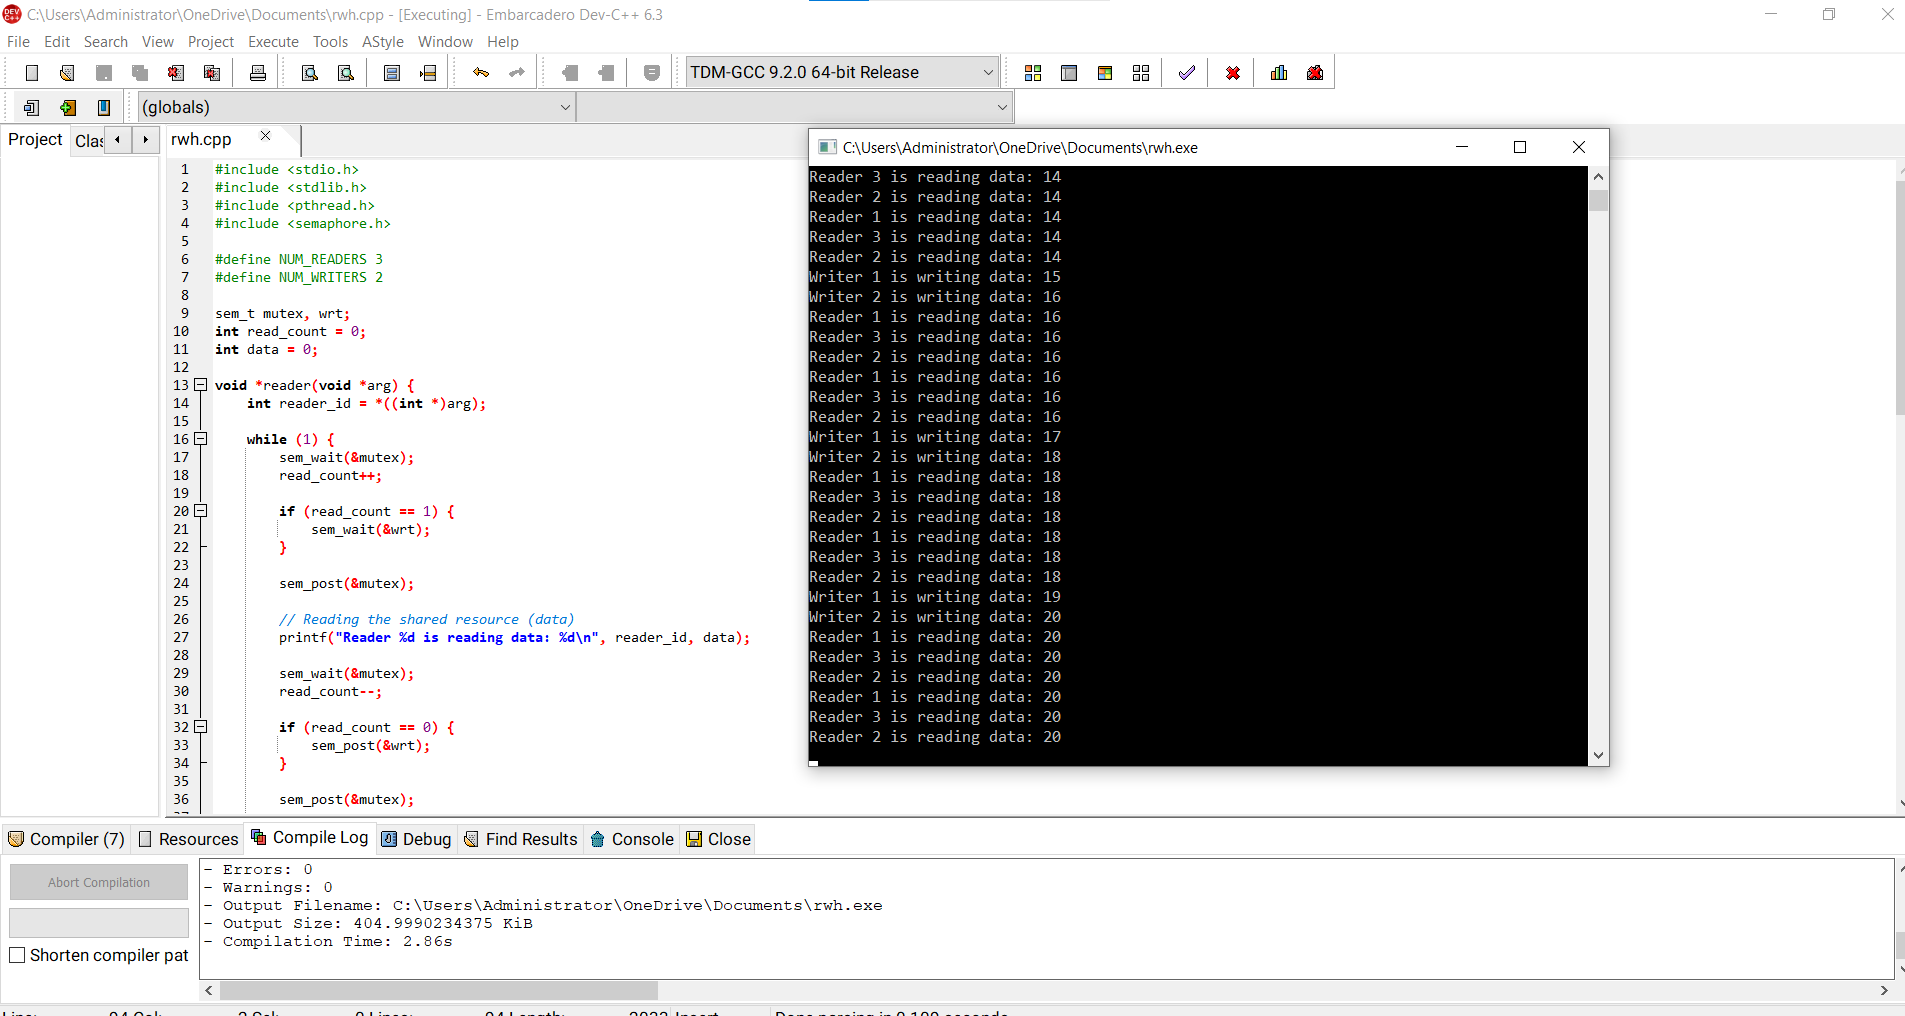 C:\Users\Administrator\OneDrive\Documents\rwh.cpp - [Executing] - Embarcadero Dev-C++ 6.3
File Edit Search View Project Execute Tools AStyle Window Help
TDM-GCC 9.2.0 64-bit Release
(globals)
Project Clas
rwh.cpp
1 #include <stdio.h>
2 #include <stdlib.h>
3 #include <pthread.h>
4 #include <semaphore.h>
5
6 #define NUM_READERS 3
7 #define NUM_WRITERS 2
8
9 sem_t mutex, wrt;
10 int read_count = 0;
11 int data = 0;
12
13 void *reader(void *arg) {
14 int reader_id = *((int *)arg);
15
16 while (1) {
17 sem_wait(&mutex);
18 read_count++;
19
20 if (read_count == 1) {
21 sem_wait(&wrt);
22 }
23
24 sem_post(&mutex);
25
26 // Reading the shared resource (data)
27 printf("Reader %d is reading data: %d\n", reader_id, data);
28
29 sem_wait(&mutex);
30 read_count--;
31
32 if (read_count == 0) {
33 sem_post(&wrt);
34 }
35
36 sem_post(&mutex);
C:\Users\Administrator\OneDrive\Documents\rwh.exe
Reader 3 is reading data: 14
Reader 2 is reading data: 14
Reader 1 is reading data: 14
Reader 3 is reading data: 14
Reader 2 is reading data: 14
Writer 1 is writing data: 15
Writer 2 is writing data: 16
Reader 1 is reading data: 16
Reader 3 is reading data: 16
Reader 2 is reading data: 16
Reader 1 is reading data: 16
Reader 3 is reading data: 16
Reader 2 is reading data: 16
Writer 1 is writing data: 17
Writer 2 is writing data: 18
Reader 1 is reading data: 18
Reader 3 is reading data: 18
Reader 2 is reading data: 18
Reader 1 is reading data: 18
Reader 3 is reading data: 18
Reader 2 is reading data: 18
Writer 1 is writing data: 19
Writer 2 is writing data: 20
Reader 1 is reading data: 20
Reader 3 is reading data: 20
Reader 2 is reading data: 20
Reader 1 is reading data: 20
Reader 3 is reading data: 20
Reader 2 is reading data: 20
Compiler (7) Resources Compile Log Debug Find Results Console Close
Abort Compilation
Shorten compiler pat
- Errors: 0
- Warnings: 0
- Output Filename: C:\Users\Administrator\OneDrive\Documents\rwh.exe
- Output Size: 404.9990234375 KiB
- Compilation Time: 2.86s